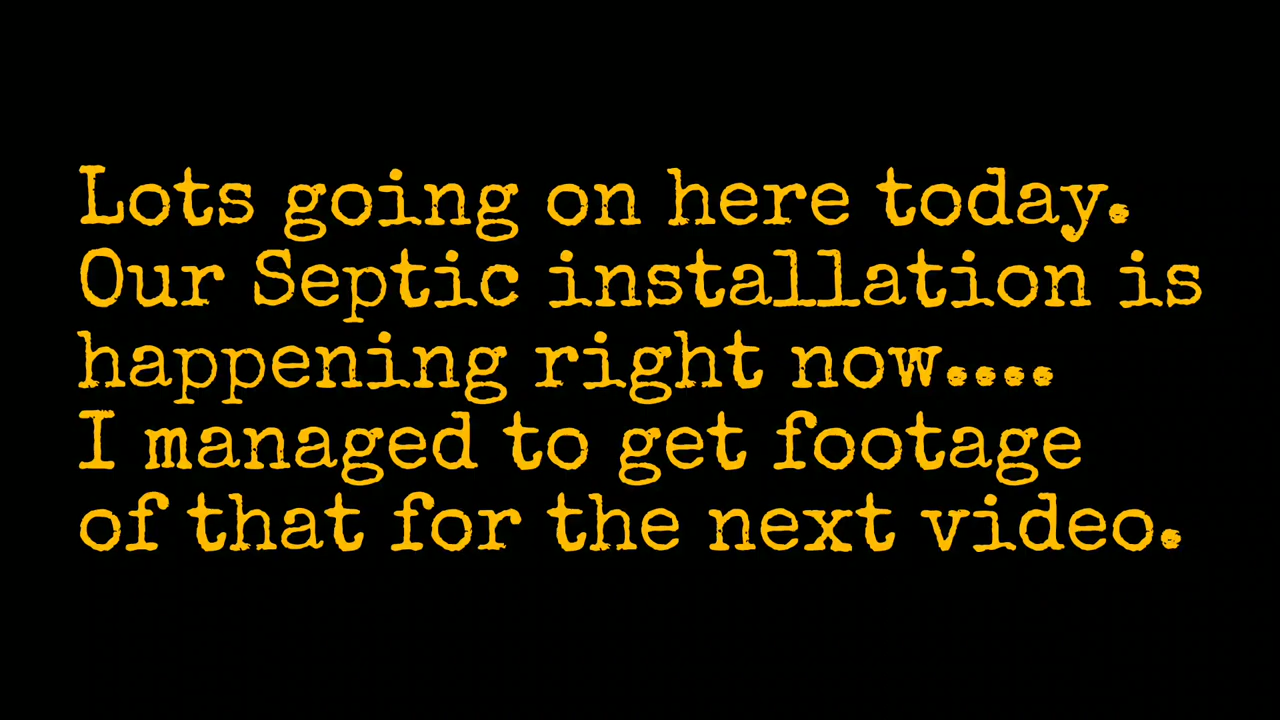 Lots going on here today.
Our Septic installation is
happening right now....
I managed to get footage
of that for the next video.